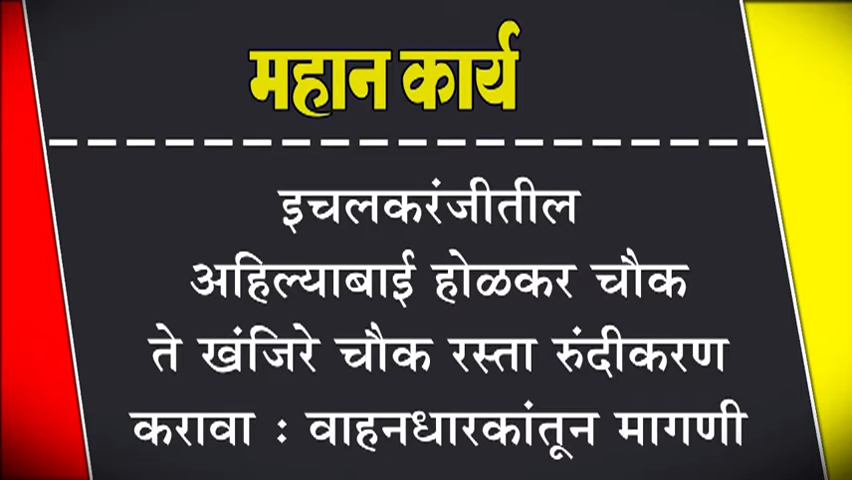 महान कार्य
इचलकरंजीतील
अहिल्याबाई होळकर चौक
ते खंजिरे चौक रस्ता रुंदीकरण
करावा : वाहनधारकांतून मागणी